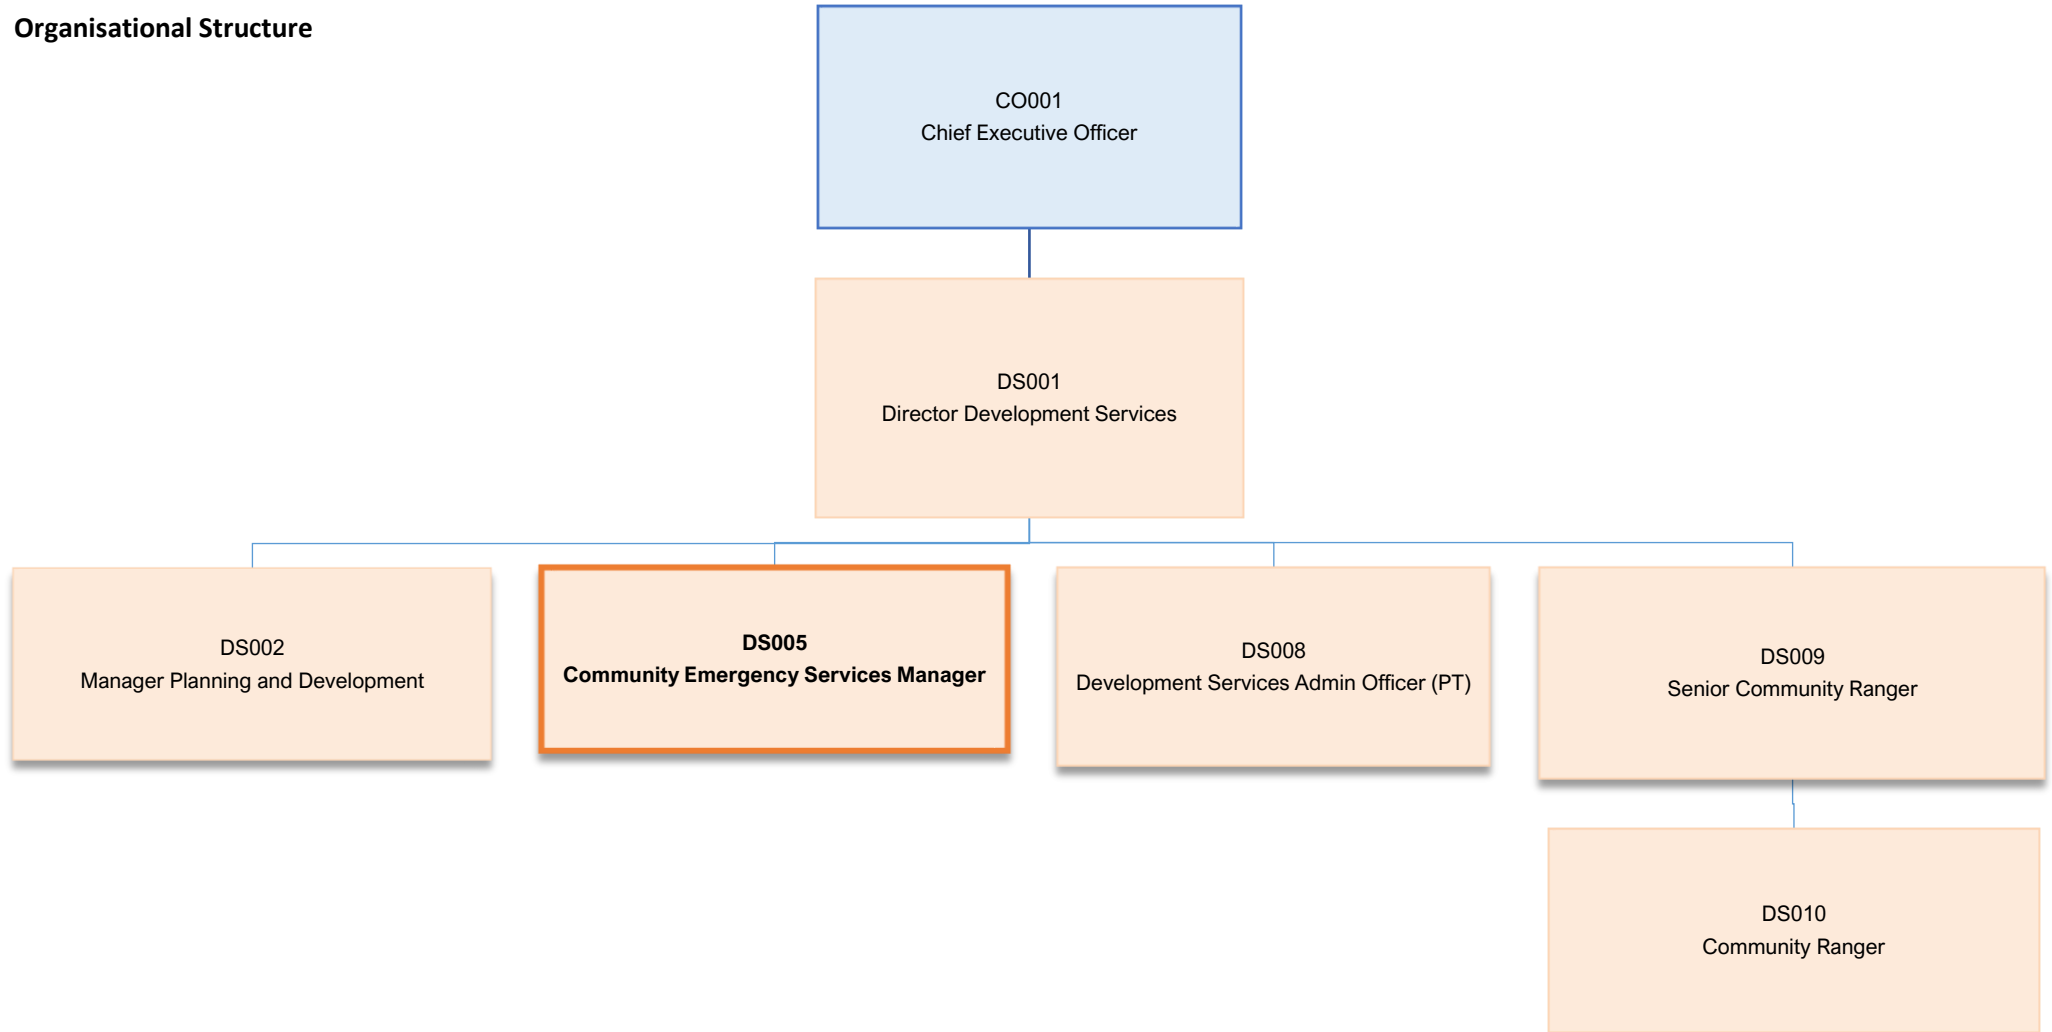 Organisational Structure
CO001
Chief Executive Officer
DS001
Director Development Services
DS002
Manager Planning and Development
DS005
Community Emergency Services Manager
DS008
Development Services Admin Officer (PT)
DS009
Senior Community Ranger
DS010
Community Ranger